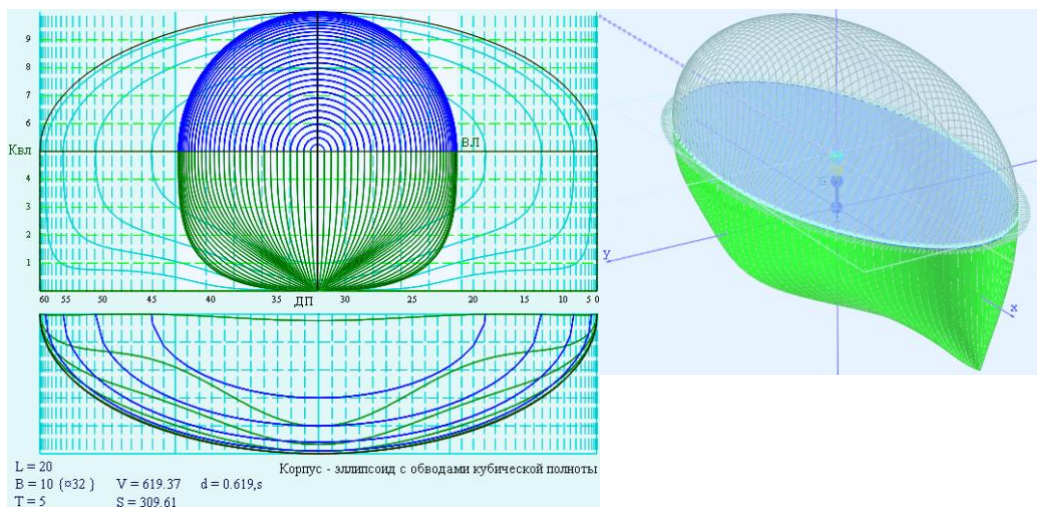 9
8
7
6
Квл ВЛ
4
3
2
1
60 55 50 45 40 35 ДП 30 25 20 15 10 5 0
L = 20 Корпус - эллипсоид с обводами кубической полноты
B = 10 {¤32 } V = 619.37 d = 0.619,s
T = 5 S = 309.61
y
x